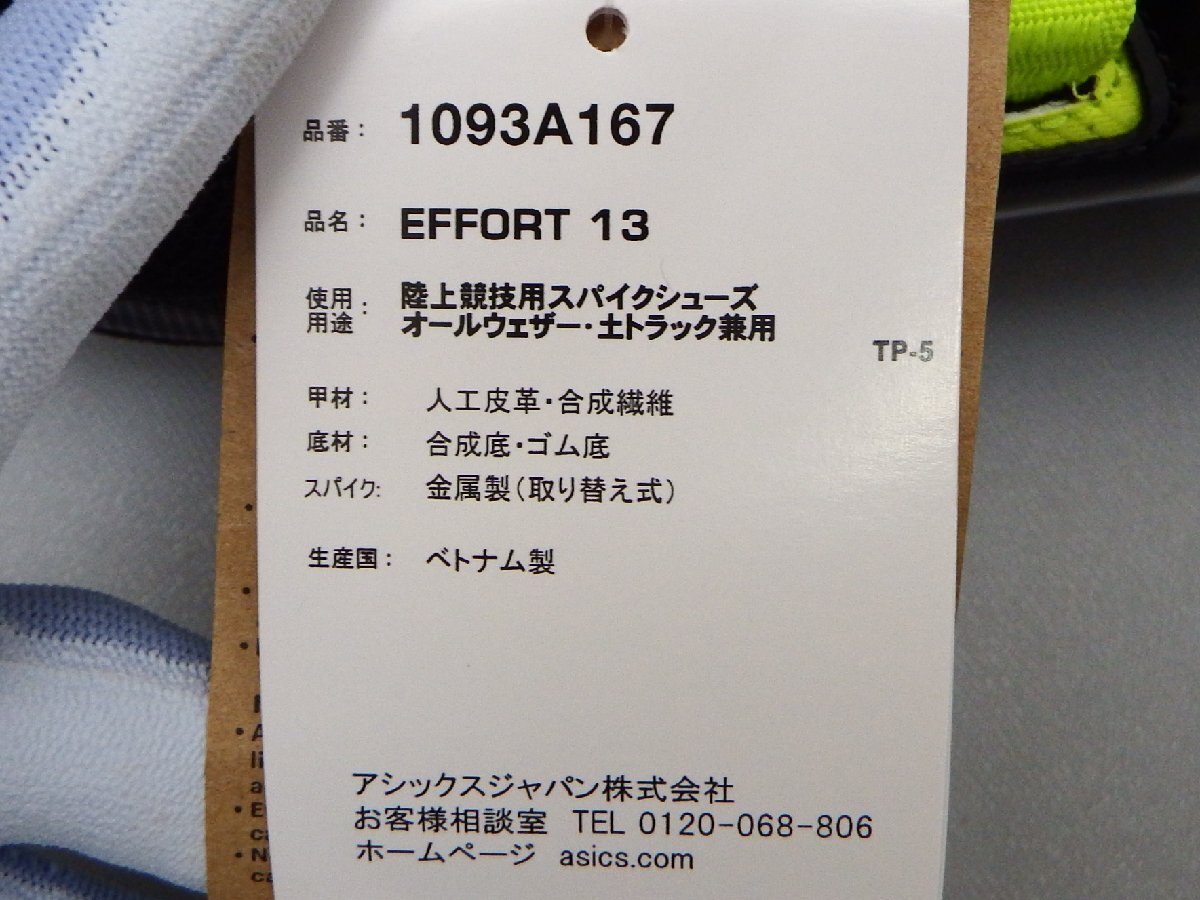 品番: 1093A167
品名: EFFORT 13
使用用途: 陸上競技用スパイクシューズ
オールウェザー・土トラック兼用
TP-5
甲材: 人工皮革・合成繊維
底材: 合成底・ゴム底
スパイク: 金属製(取り替え式)
生産国: ベトナム製
アシックスジャパン株式会社
お客様相談室 TEL 0120-068-806
ホームページ asics.com